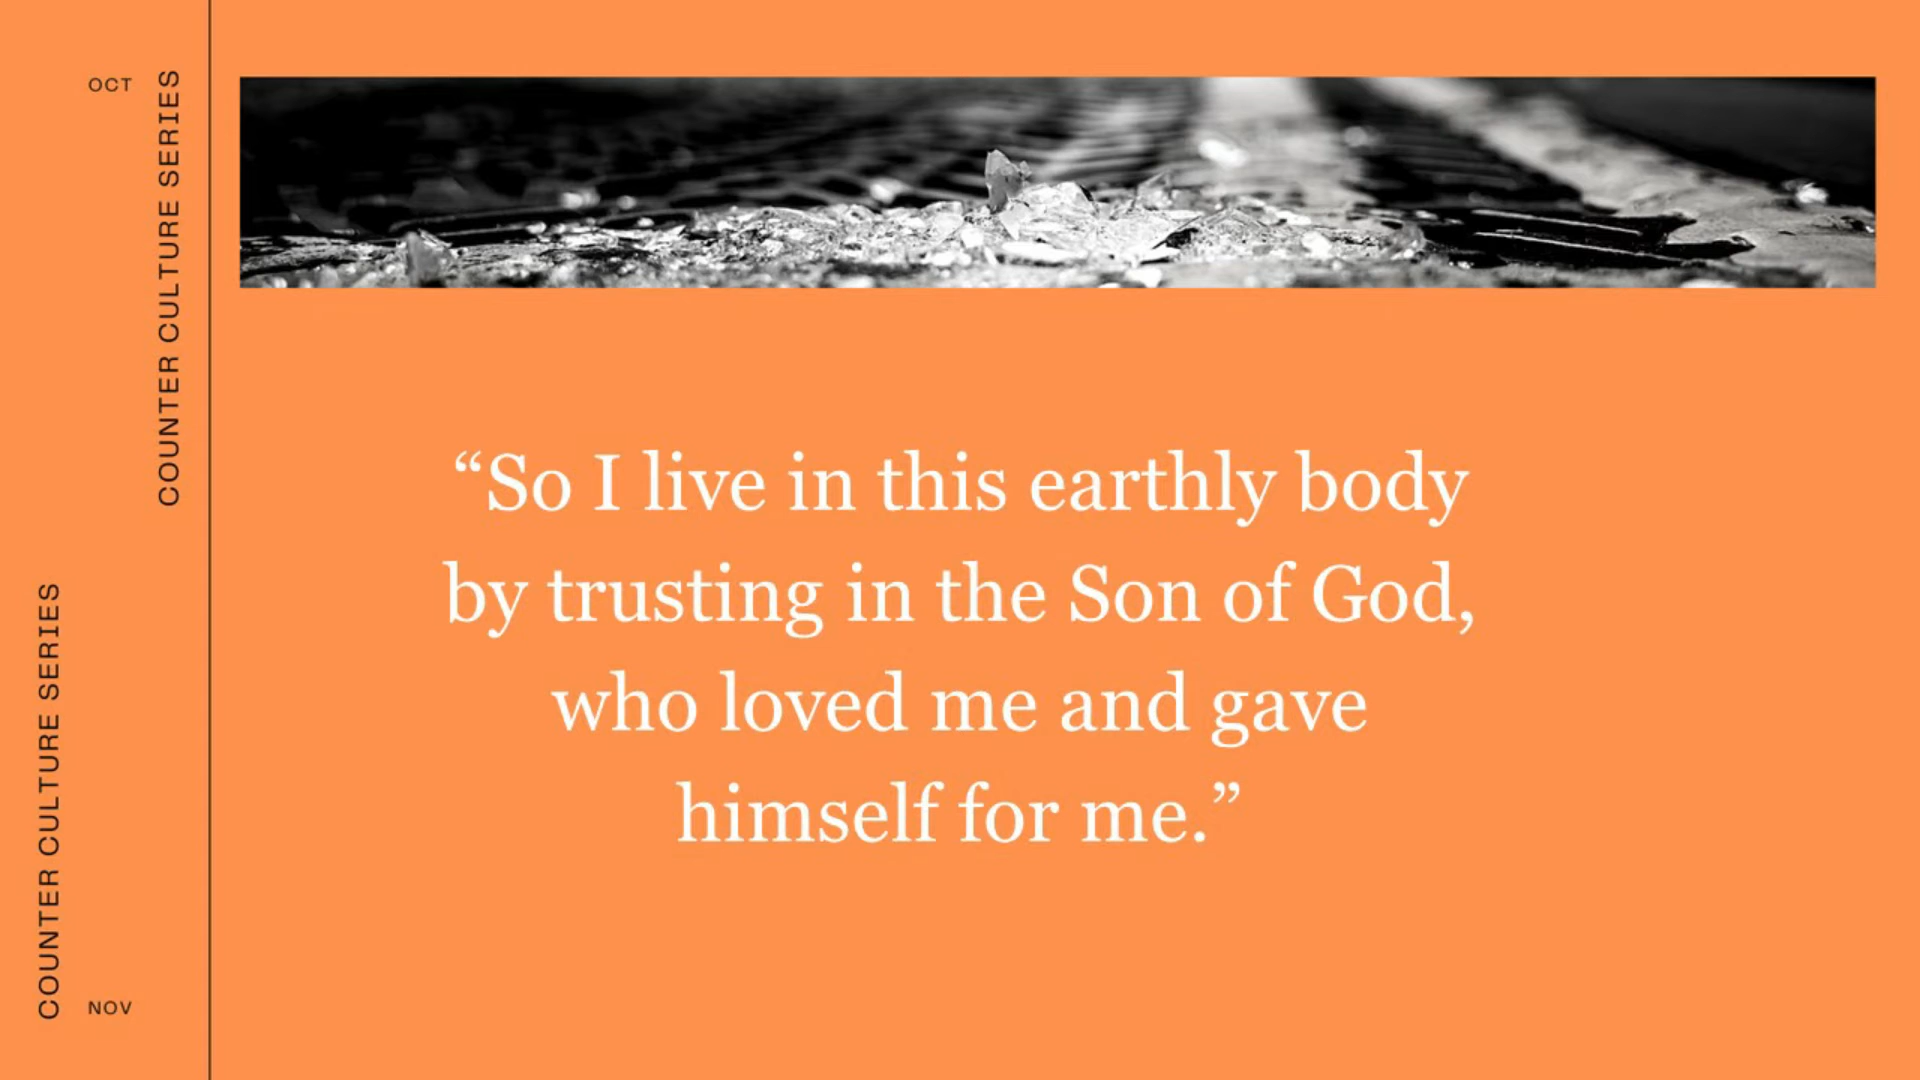 OCT
COUNTER CULTURE SERIES
COUNTER CULTURE SERIES
NOV
“So I live in this earthly body
by trusting in the Son of God,
who loved me and gave
himself for me.”